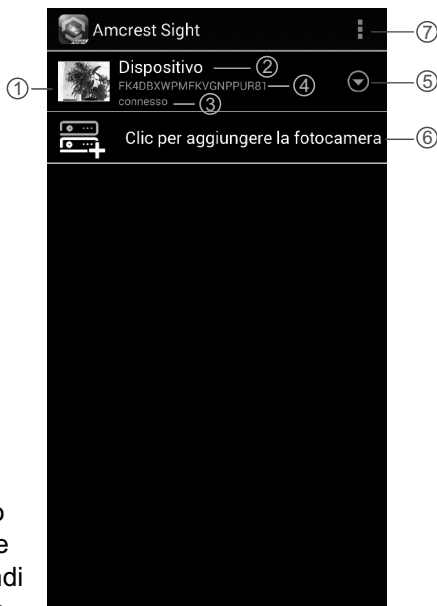 Amcrest Sight
⑦
①
Dispositivo
②
FK4DBXWPMFKVGNPPUR81
④
⑤
connesso
③
Clic per aggiungere la fotocamera
⑥